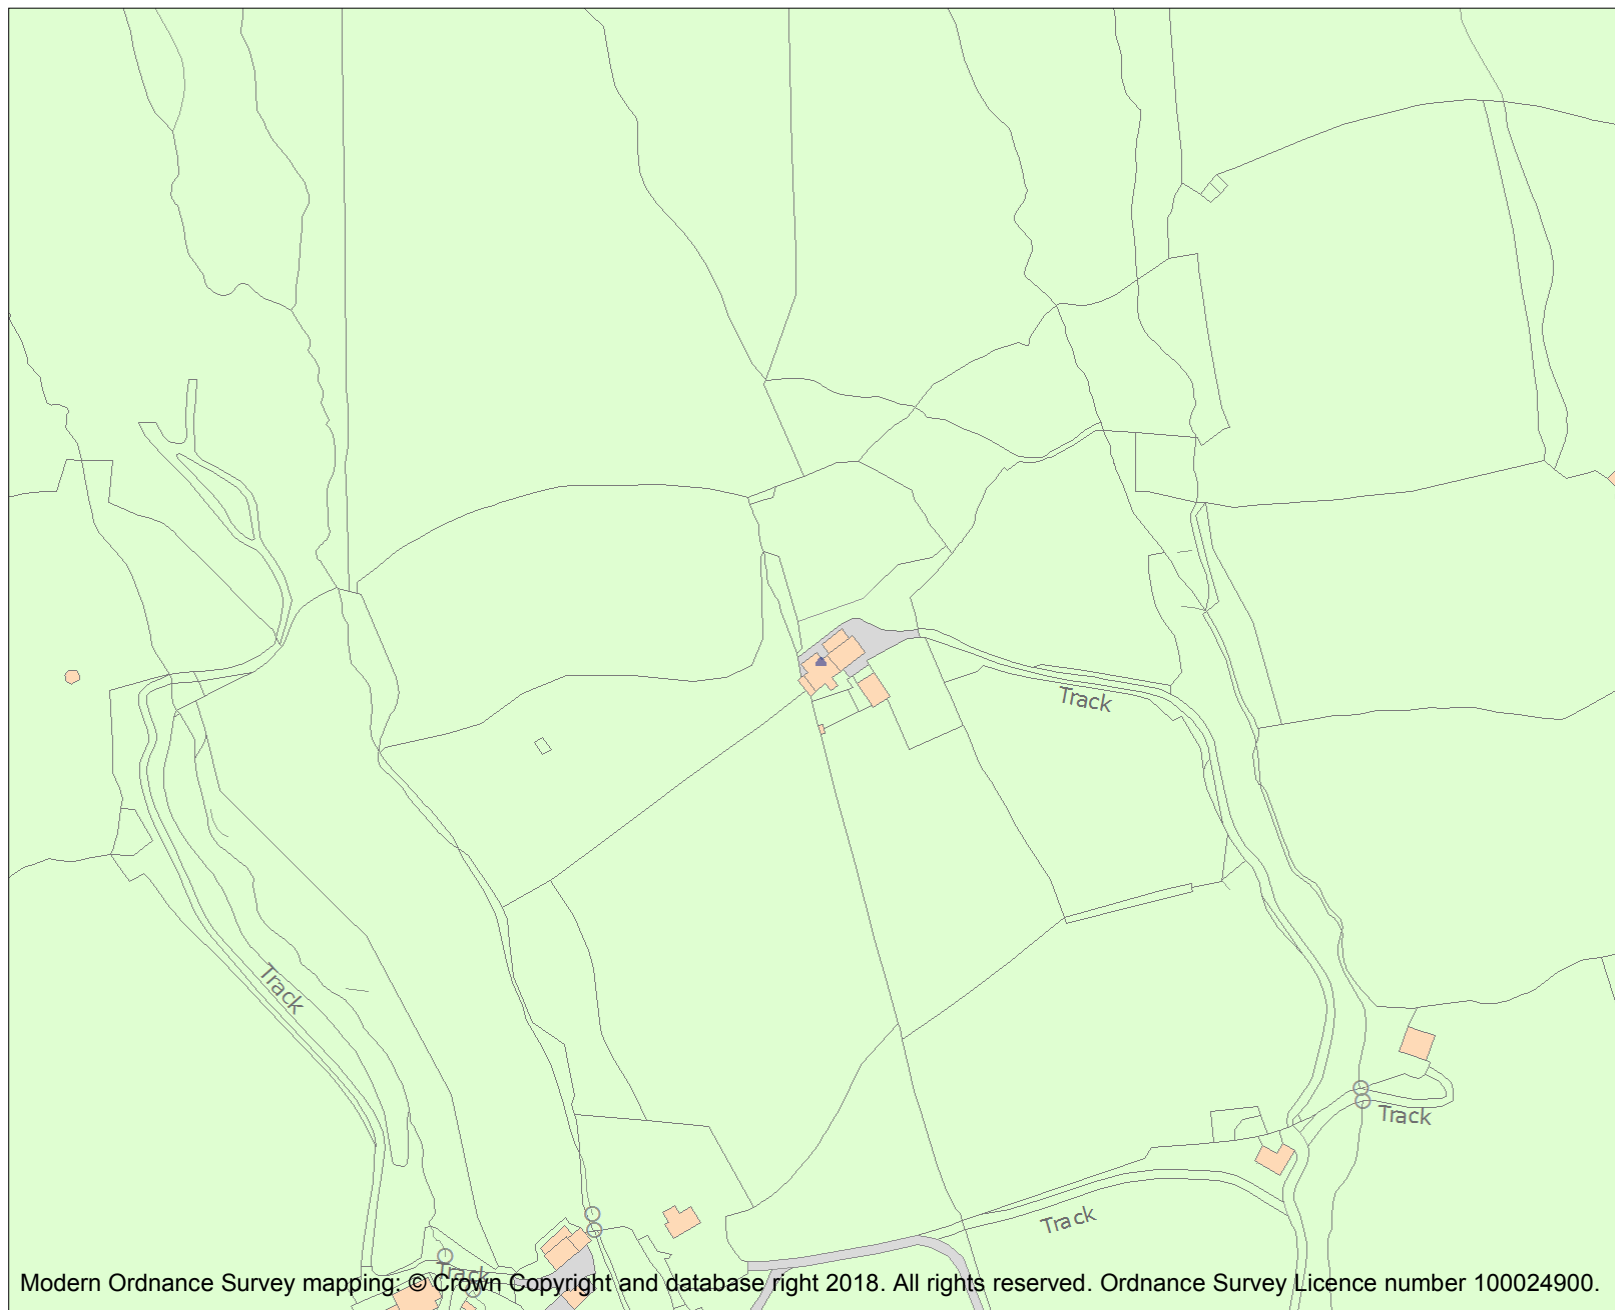 Track
Track
Track
Track
Track
Modern Ordnance Survey mapping: © Crown Copyright and database right 2018. All rights reserved. Ordnance Survey Licence number 100024900.